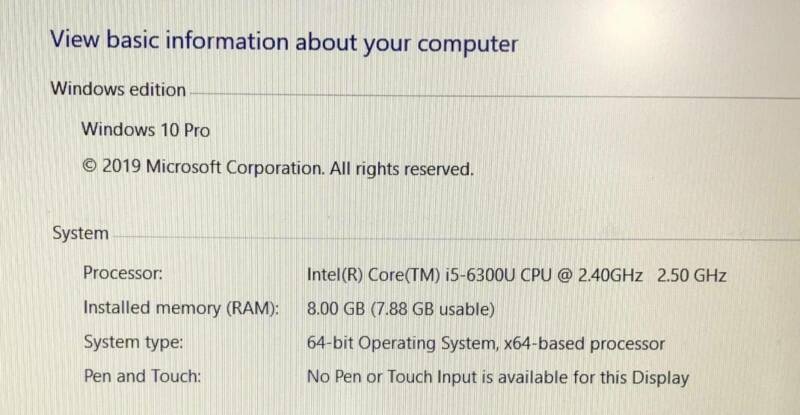 View basic information about your computer
Windows edition
Windows 10 Pro
© 2019 Microsoft Corporation. All rights reserved.
System
Processor: Intel(R) Core(TM) i5-6300U CPU @ 2.40GHz 2.50 GHz
Installed memory (RAM): 8.00 GB (7.88 GB usable)
System type: 64-bit Operating System, x64-based processor
Pen and Touch: No Pen or Touch Input is available for this Display